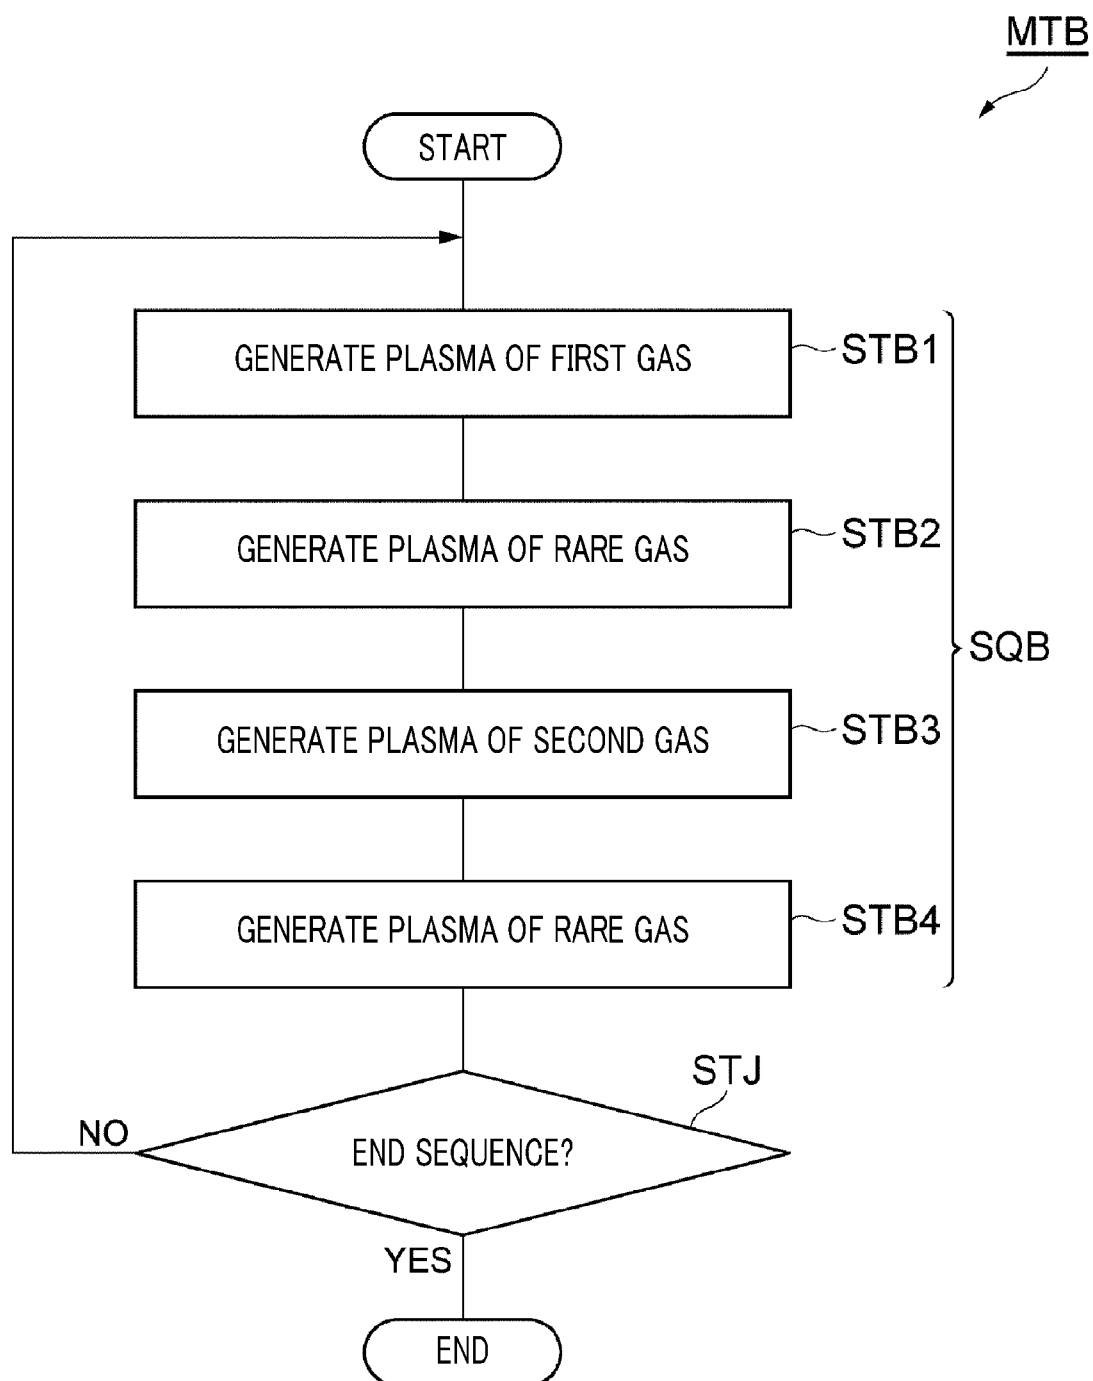 MTB
START
GENERATE PLASMA OF FIRST GAS
STB1
GENERATE PLASMA OF RARE GAS
STB2
SQB
GENERATE PLASMA OF SECOND GAS
STB3
GENERATE PLASMA OF RARE GAS
STB4
STJ
NO
END SEQUENCE?
YES
END